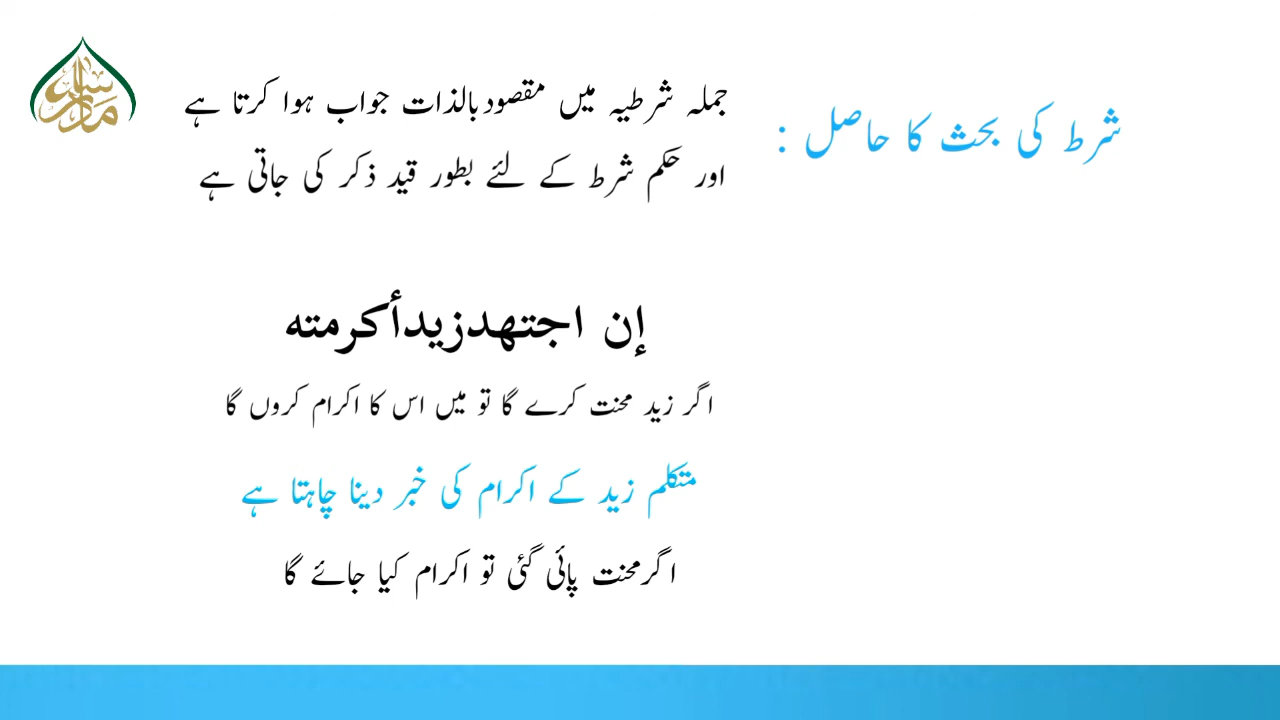 شرط کی بحث کا حاصل :
جملہ شرطیہ میں مقصود بالذات جواب ہوا کرتا ہے
اور حکم شرط کے لئے بطور قید ذکر کی جاتی ہے
إن اجتهدزيدأكرمته
اگر زید محنت کرے گا تو میں اس کا اکرام کروں گا
متکلم زید کے اکرام کی خبر دینا چاہتا ہے
اگر محنت پائی گئی تو اکرام کیا جائے گا